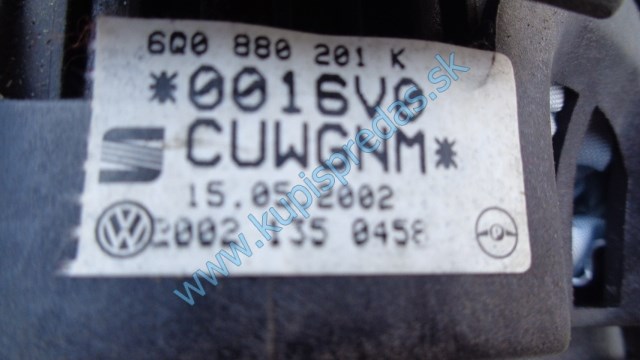 6Q0 880 201 K
*0016V0
CUWGNM*
15.05.2002
2002 135 0458
www.kupispredas.sk